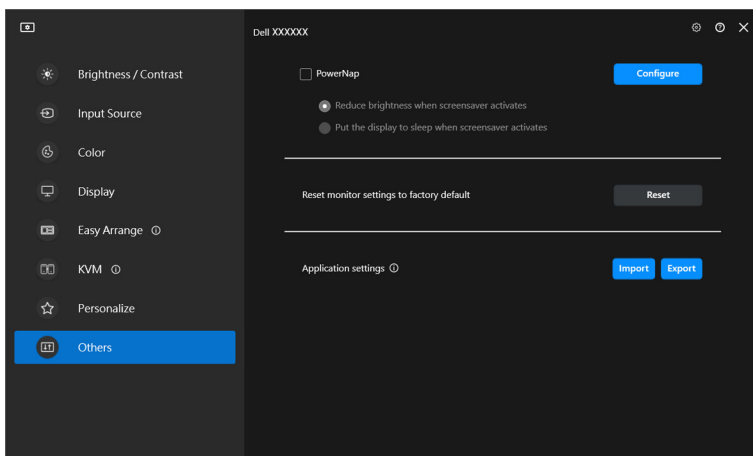 Dell XXXXXX
Brightness / Contrast
Input Source
Color
Display
Easy Arrange
KVM
Personalize
Others
PowerNap
Configure
Reduce brightness when screensaver activates
Put the display to sleep when screensaver activates
Reset monitor settings to factory default
Reset
Application settings
Import
Export